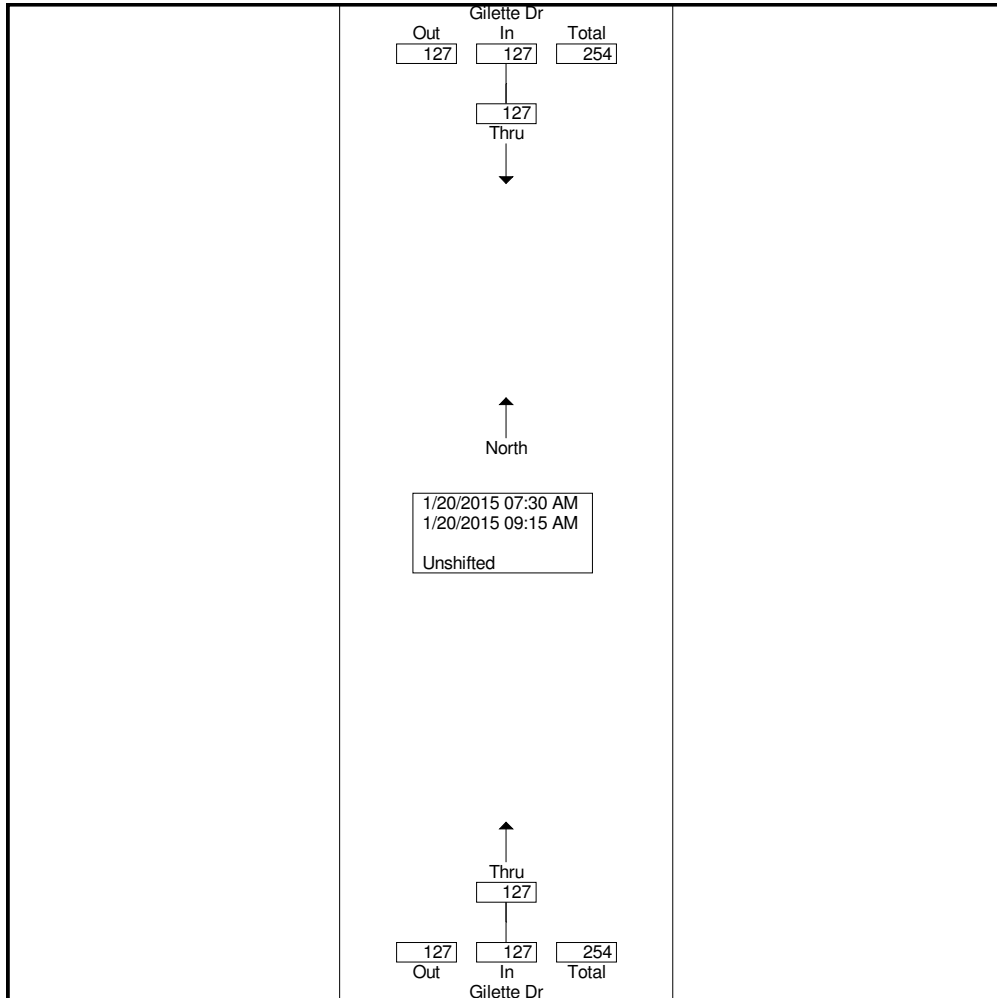 Gilette Dr
Out In Total
127 127 254
127
Thru
North
1/20/2015 07:30 AM
1/20/2015 09:15 AM
Unshifted
Thru
127
127 127 254
Out In Total
Gilette Dr